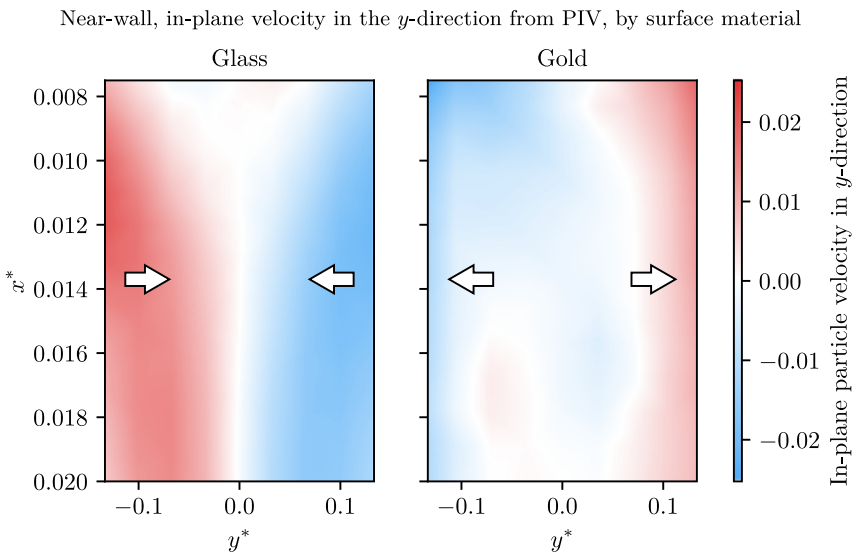 Near-wall, in-plane velocity in the y-direction from PIV, by surface material
Glass
Gold
0.008
0.010
0.012
0.014
0.016
0.018
0.020
x*
−0.1
0.0
0.1
y*
−0.1
0.0
0.1
y*
0.02
0.01
0.00
−0.01
−0.02
In-plane particle velocity in y-direction